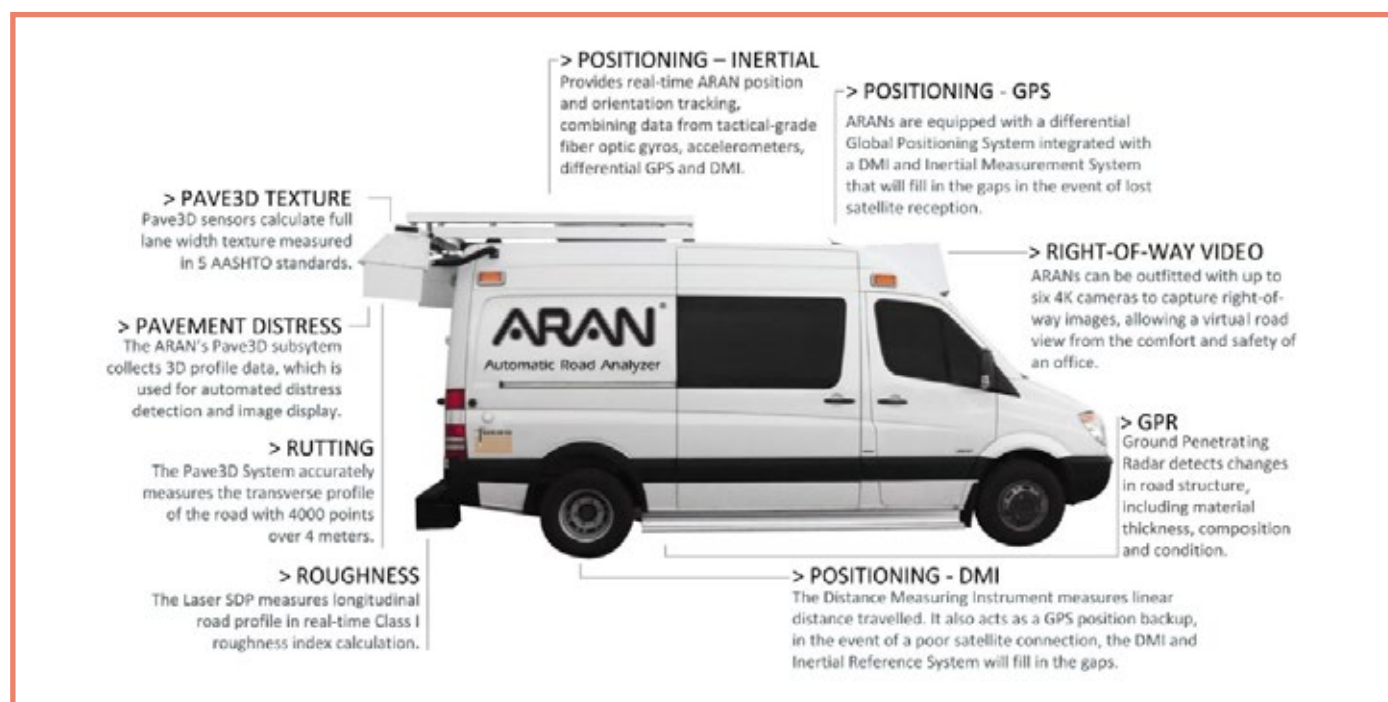 > POSITIONING – INERTIAL
Provides real-time ARAN position
and orientation tracking,
combining data from tactical-grade
fiber optic gyros, accelerometers,
differential GPS and DMI.
> POSITIONING - GPS
ARANs are equipped with a differential
Global Positioning System integrated with
a DMI and Inertial Measurement System
that will fill in the gaps in the event of lost
satellite reception.
> PAVE3D TEXTURE
Pave3D sensors calculate full
lane width texture measured
in 5 AASHTO standards.
> RIGHT-OF-WAY VIDEO
ARANs can be outfitted with up to
six 4K cameras to capture right-of-
way images, allowing a virtual road
view from the comfort and safety of
an office.
> PAVEMENT DISTRESS
The ARAN's Pave3D subsytem
collects 3D profile data, which is
used for automated distress
detection and image display.
ARAN®
Automatic Road Analyzer
> RUTTING
The Pave3D System accurately
measures the transverse profile
of the road with 4000 points
over 4 meters.
> GPR
Ground Penetrating
Radar detects changes
in road structure,
including material
thickness, composition
and condition.
> ROUGHNESS
The Laser SDP measures longitudinal
road profile in real-time Class I
roughness index calculation.
> POSITIONING - DMI
The Distance Measuring Instrument measures linear
distance travelled. It also acts as a GPS position backup,
in the event of a poor satellite connection, the DMI and
Inertial Reference System will fill in the gaps.